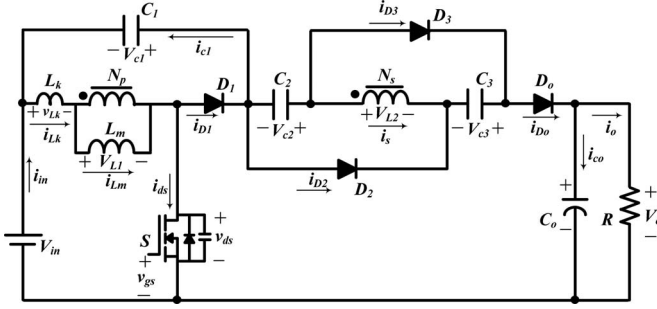 C1
iD3
D3
− Vc1 +
ic1
Lk
Np
D1
C2
Ns
C3
Do
+ vLk −
iLk
Lm
iD1
− Vc2 +
+ VL2 −
is
− Vc3 +
iDo
io
+ VL1 −
iLm
iin
ids
iD2
D2
ico
Vin
S
+
vds
−
+
vgs
−
+
Co
−
R
+
−